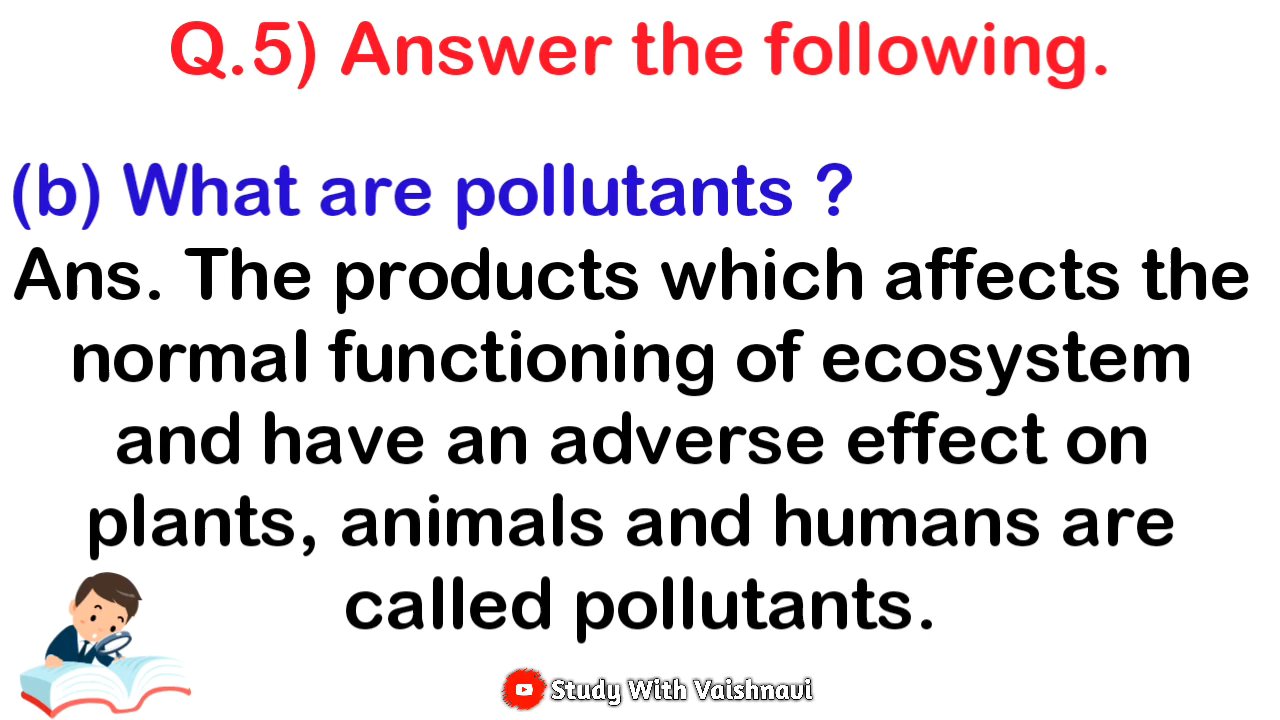 Q.5) Answer the following.
(b) What are pollutants ?
Ans. The products which affects the
normal functioning of ecosystem
and have an adverse effect on
plants, animals and humans are
called pollutants.
Study With Vaishnavi